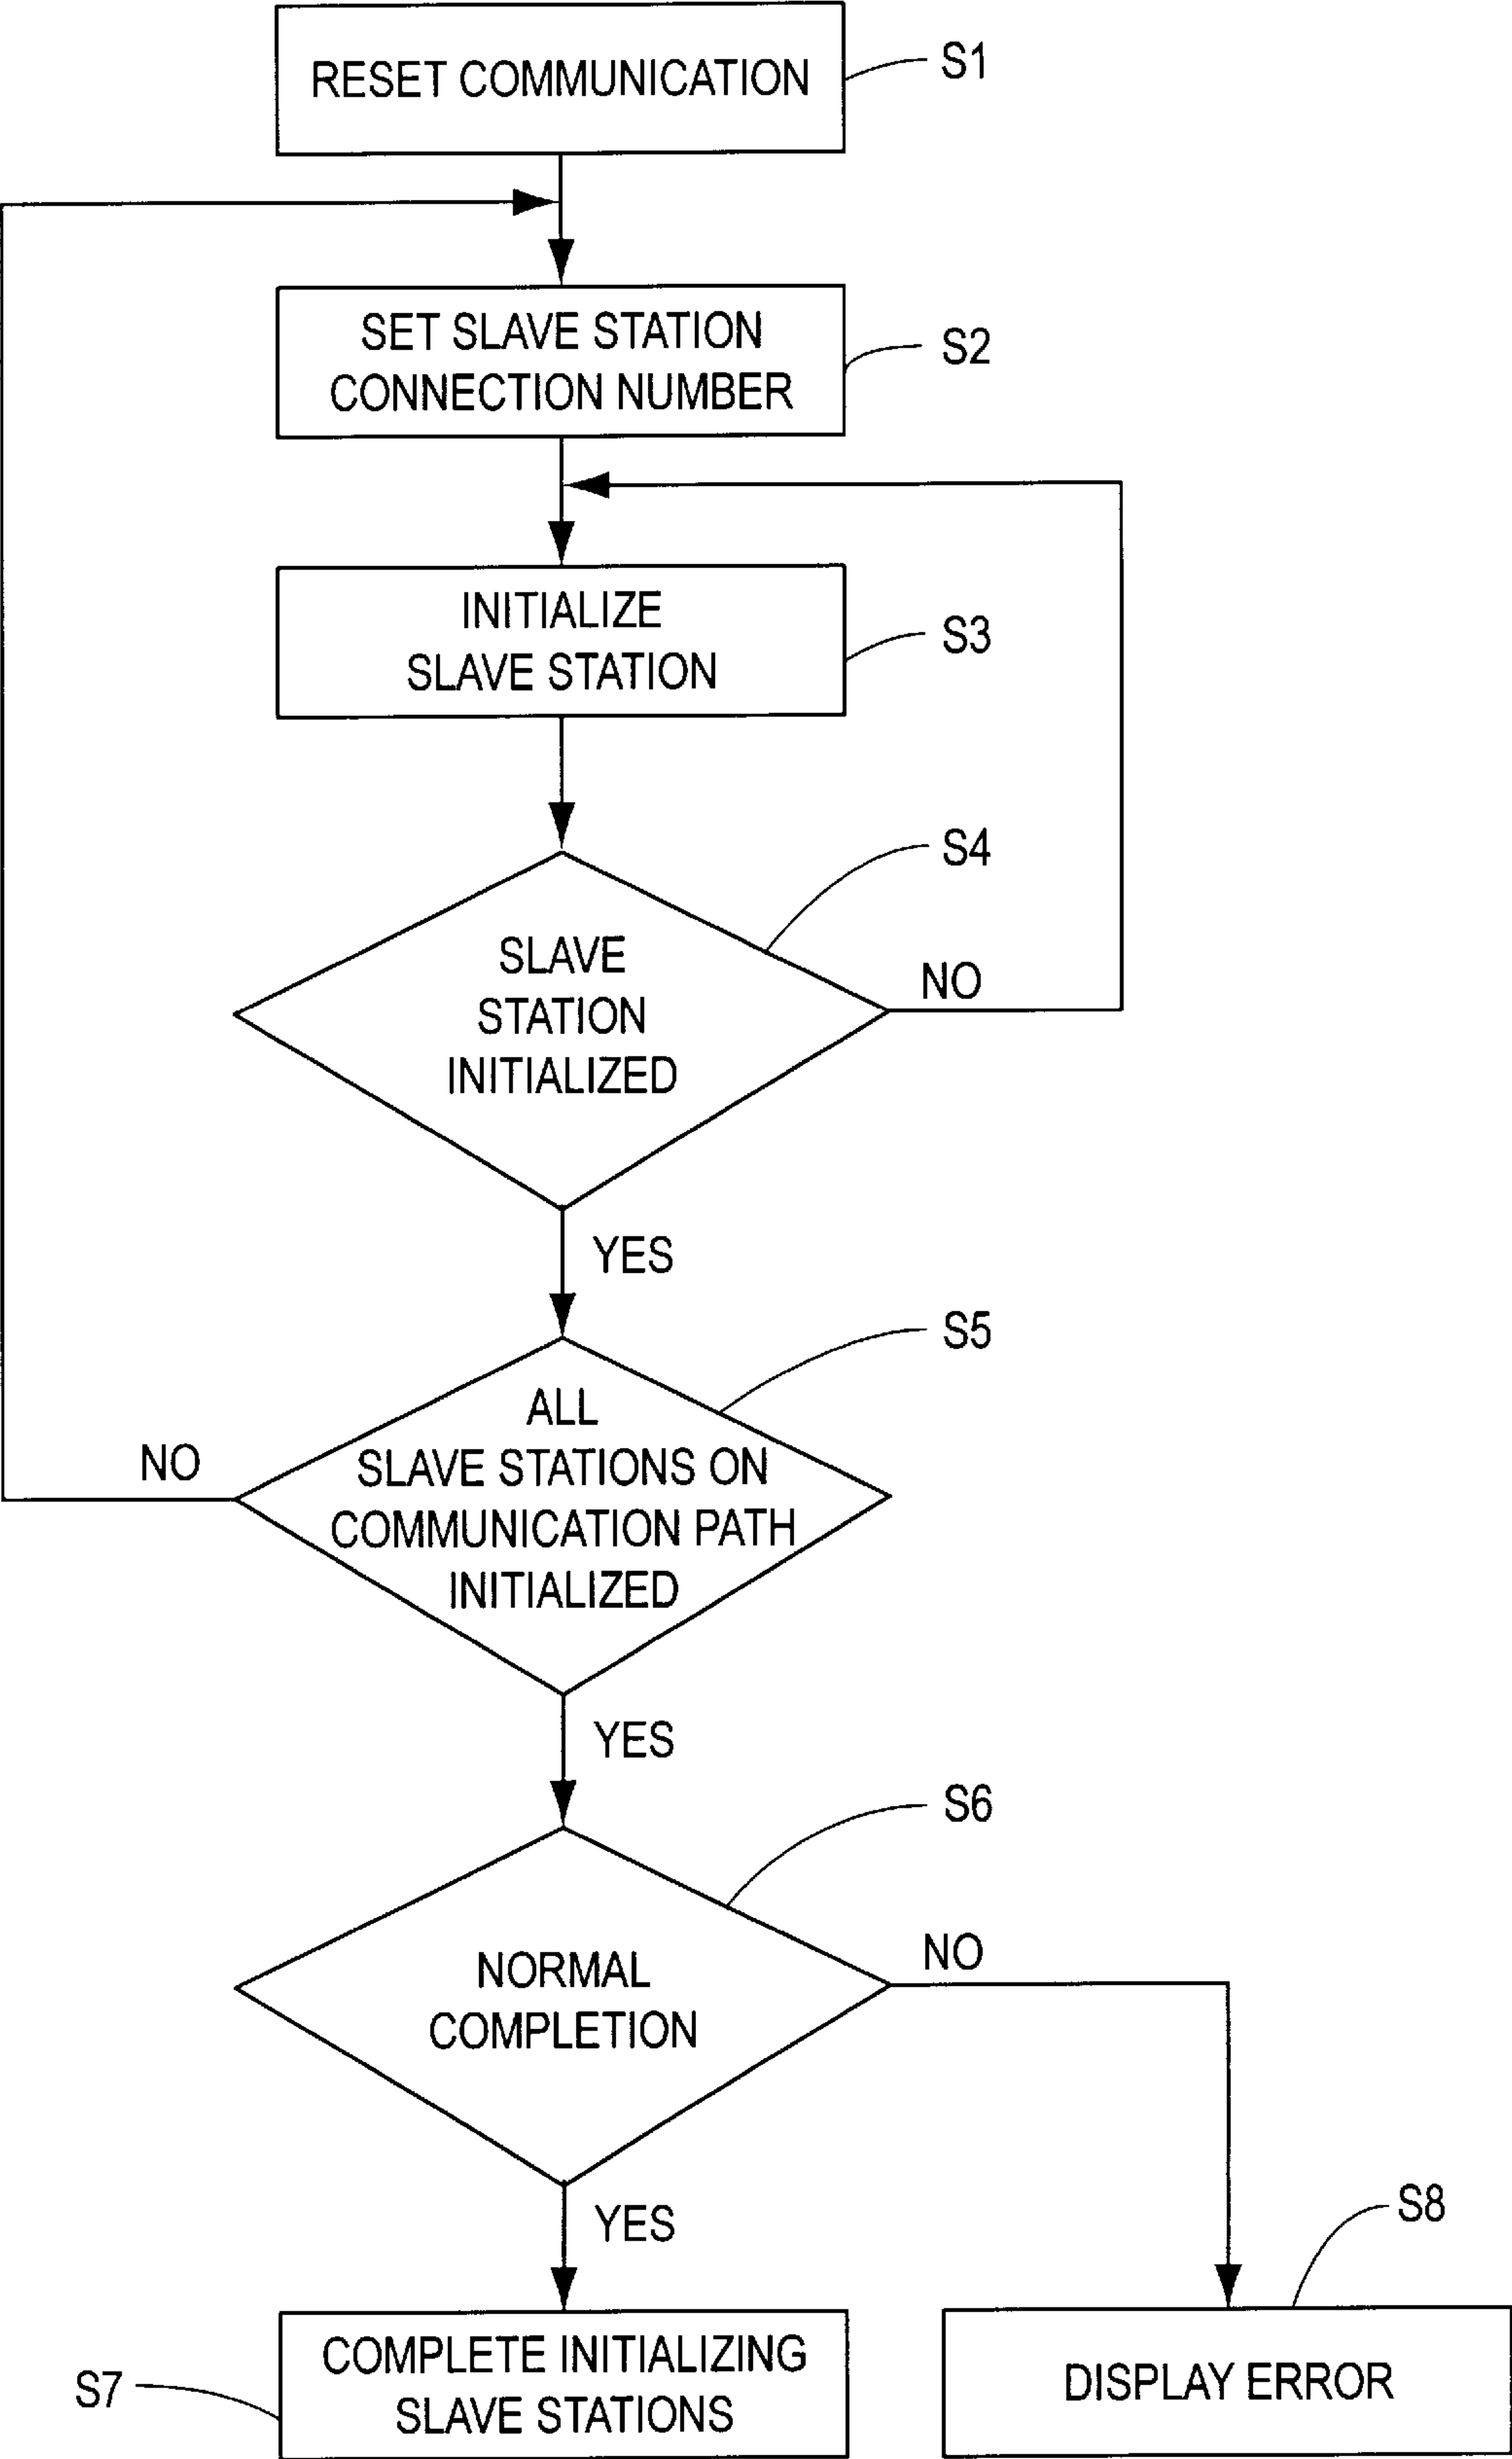 RESET COMMUNICATION
S1
SET SLAVE STATION
CONNECTION NUMBER
S2
INITIALIZE
SLAVE STATION
S3
S4
SLAVE
STATION
INITIALIZED
NO
YES
S5
ALL
SLAVE STATIONS ON
COMMUNICATION PATH
INITIALIZED
NO
YES
S6
NORMAL
COMPLETION
NO
YES
S7
COMPLETE INITIALIZING
SLAVE STATIONS
S8
DISPLAY ERROR